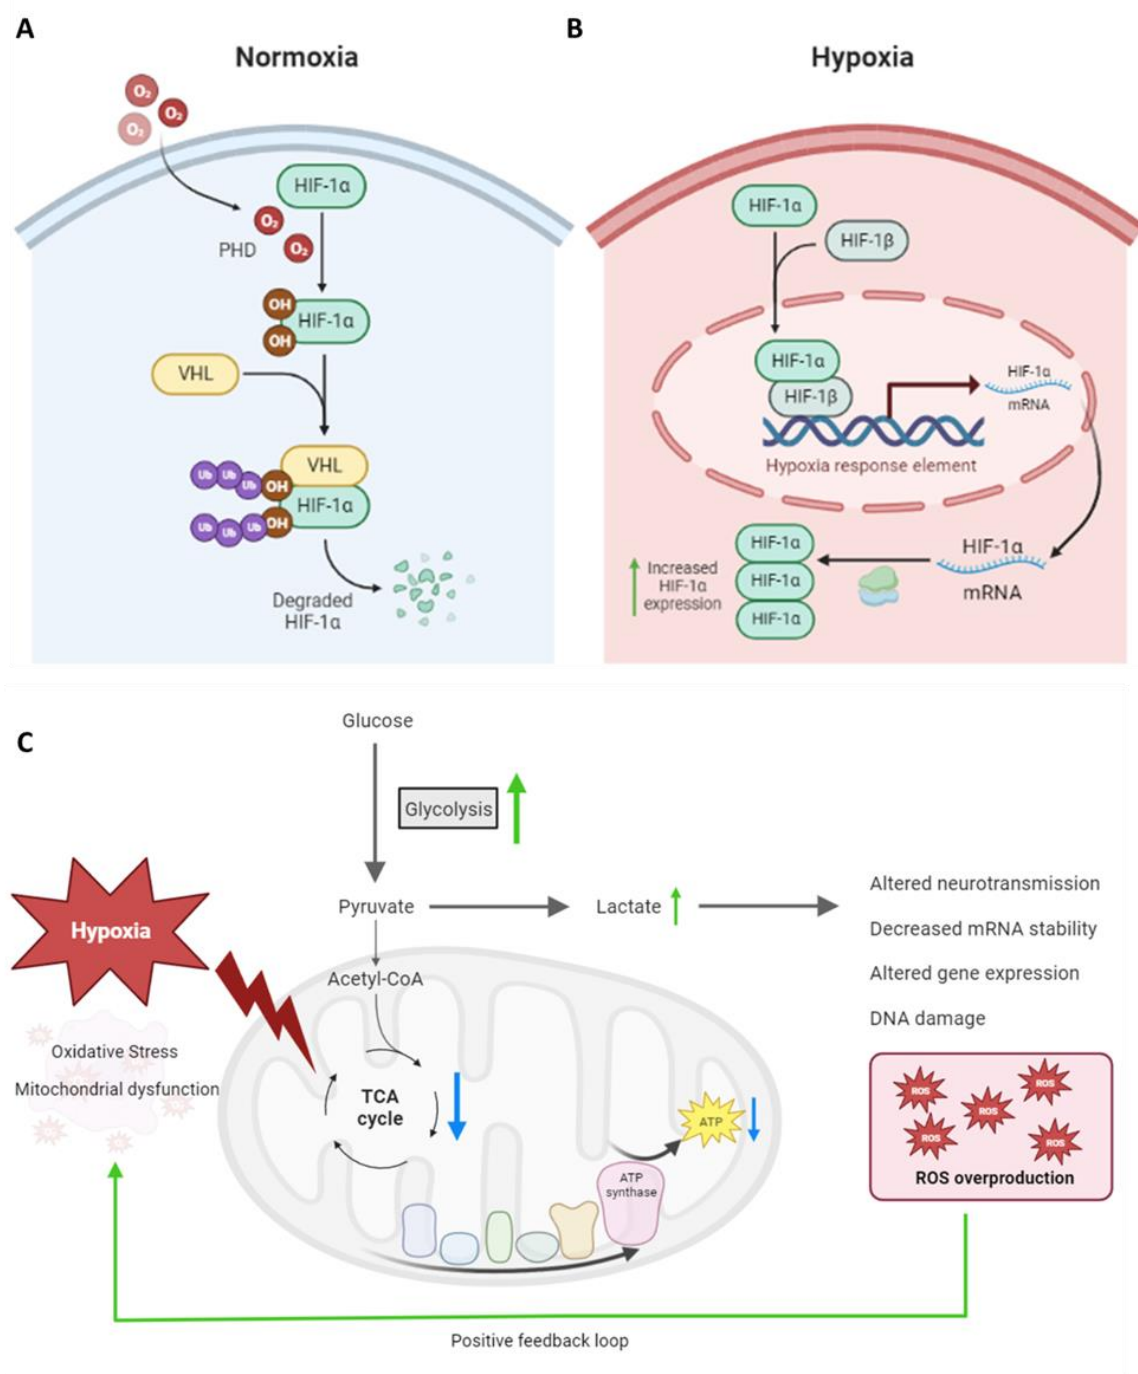 A
Normoxia
O₂
O₂
O₂
HIF-1α
O₂
PHD
O₂
OH
HIF-1α
OH
VHL
VHL
Ub
Ub
Ub
OH
HIF-1α
Ub
Ub
Ub
OH
Degraded
HIF-1α
B
Hypoxia
HIF-1α
HIF-1β
HIF-1α
HIF-1β
HIF-1α
mRNA
Hypoxia response element
HIF-1α
mRNA
HIF-1α
HIF-1α
HIF-1α
Increased
HIF-1α
expression
C
Glucose
Glycolysis
Pyruvate
Lactate
Altered neurotransmission
Decreased mRNA stability
Altered gene expression
DNA damage
Hypoxia
Acetyl-CoA
Oxidative Stress
Mitochondrial dysfunction
TCA
cycle
ATP
ATP
synthase
ROS
ROS
ROS
ROS
ROS
ROS overproduction
Positive feedback loop